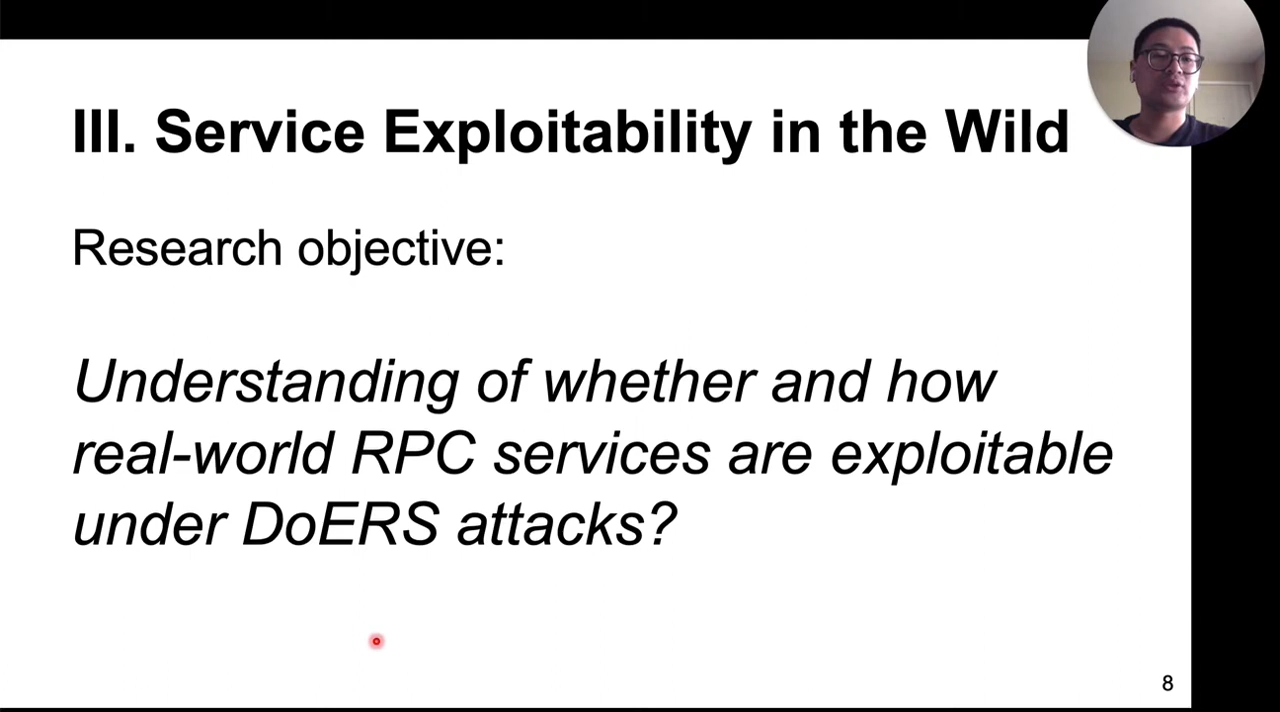 III. Service Exploitability in the Wild
Research objective:
Understanding of whether and how
real-world RPC services are exploitable
under DoERS attacks?
8